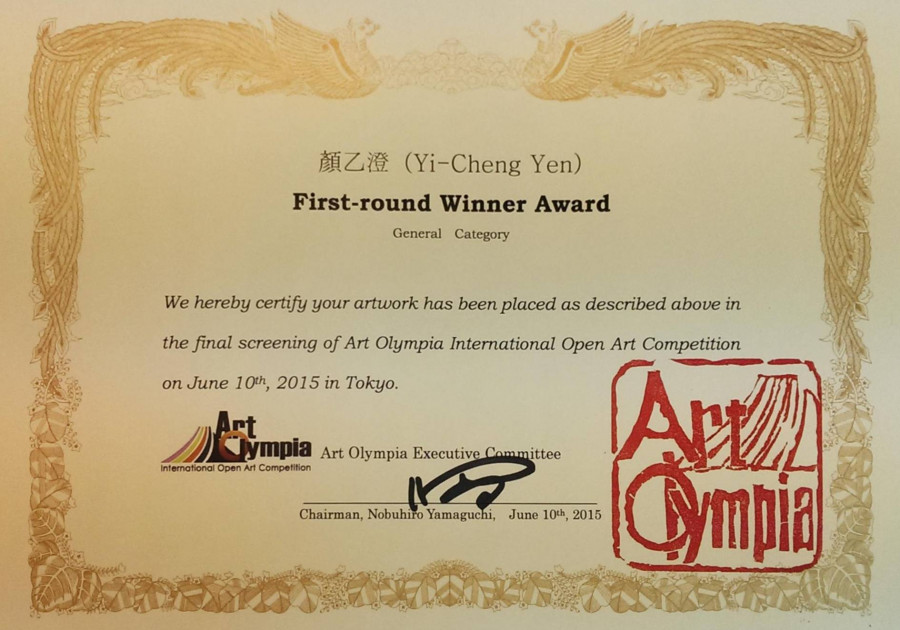 顏乙澄 (Yi-Cheng Yen)
First-round Winner Award
General Category
We hereby certify your artwork has been placed as described above in
the final screening of Art Olympia International Open Art Competition
on June 10th, 2015 in Tokyo.
Art
Olympia
International Open Art Competition
Art Olympia Executive Committee
Chairman, Nobuhiro Yamaguchi, June 10th, 2015
Art
Olympia